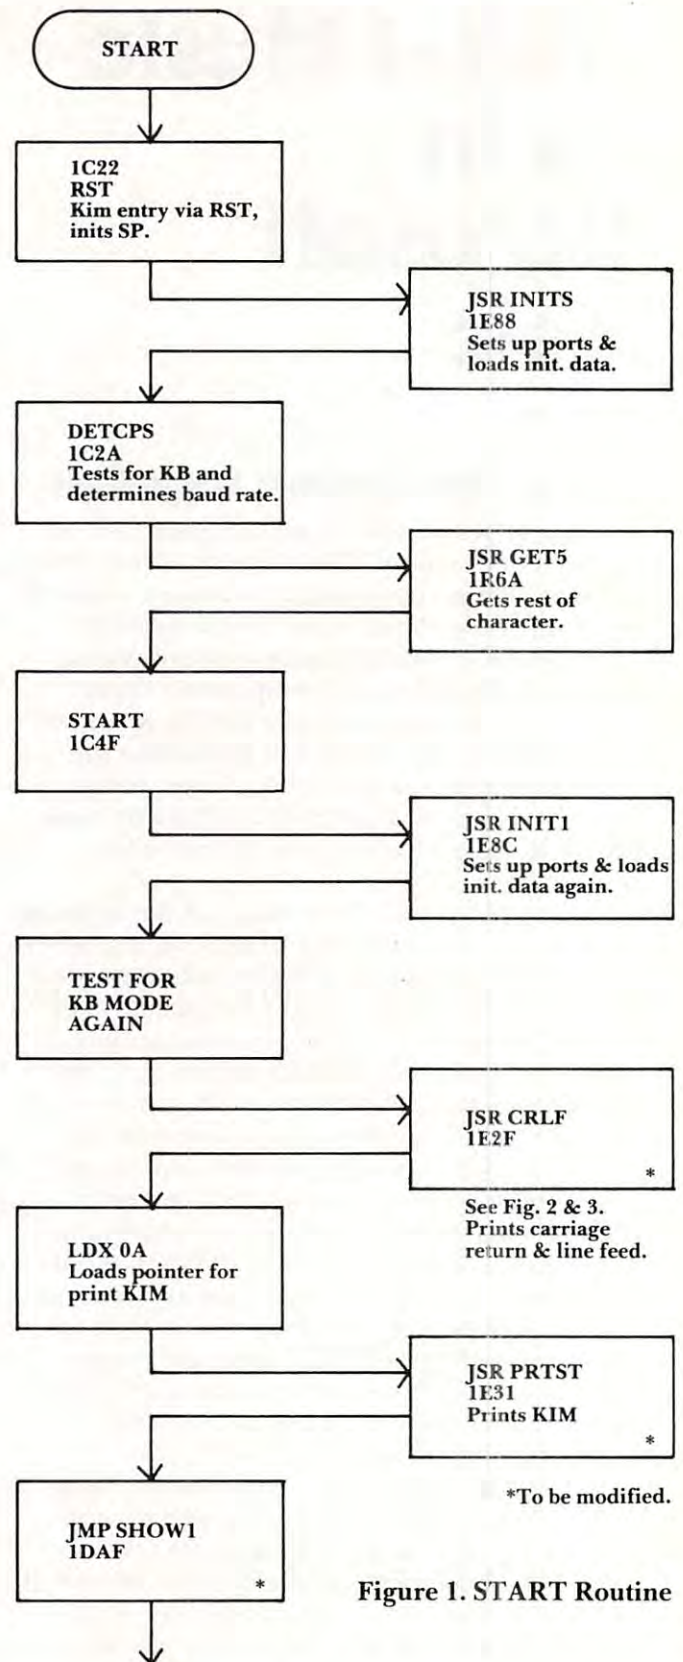 START
1C22
RST
Kim entry via RST,
inits SP.
JSR INITS
1E88
Sets up ports &
loads init. data.
DETCPS
1C2A
Tests for KB and
determines baud rate.
JSR GET5
1R6A
Gets rest of
character.
START
1C4F
JSR INIT1
1E8C
Sets up ports & loads
init. data again.
TEST FOR
KB MODE
AGAIN
JSR CRLF
1E2F
*
See Fig. 2 & 3.
Prints carriage
return & line feed.
LDX 0A
Loads pointer for
print KIM
JSR PRTST
1E31
Prints KIM
*
*To be modified.
JMP SHOW1
1DAF
*
Figure 1. START Routine